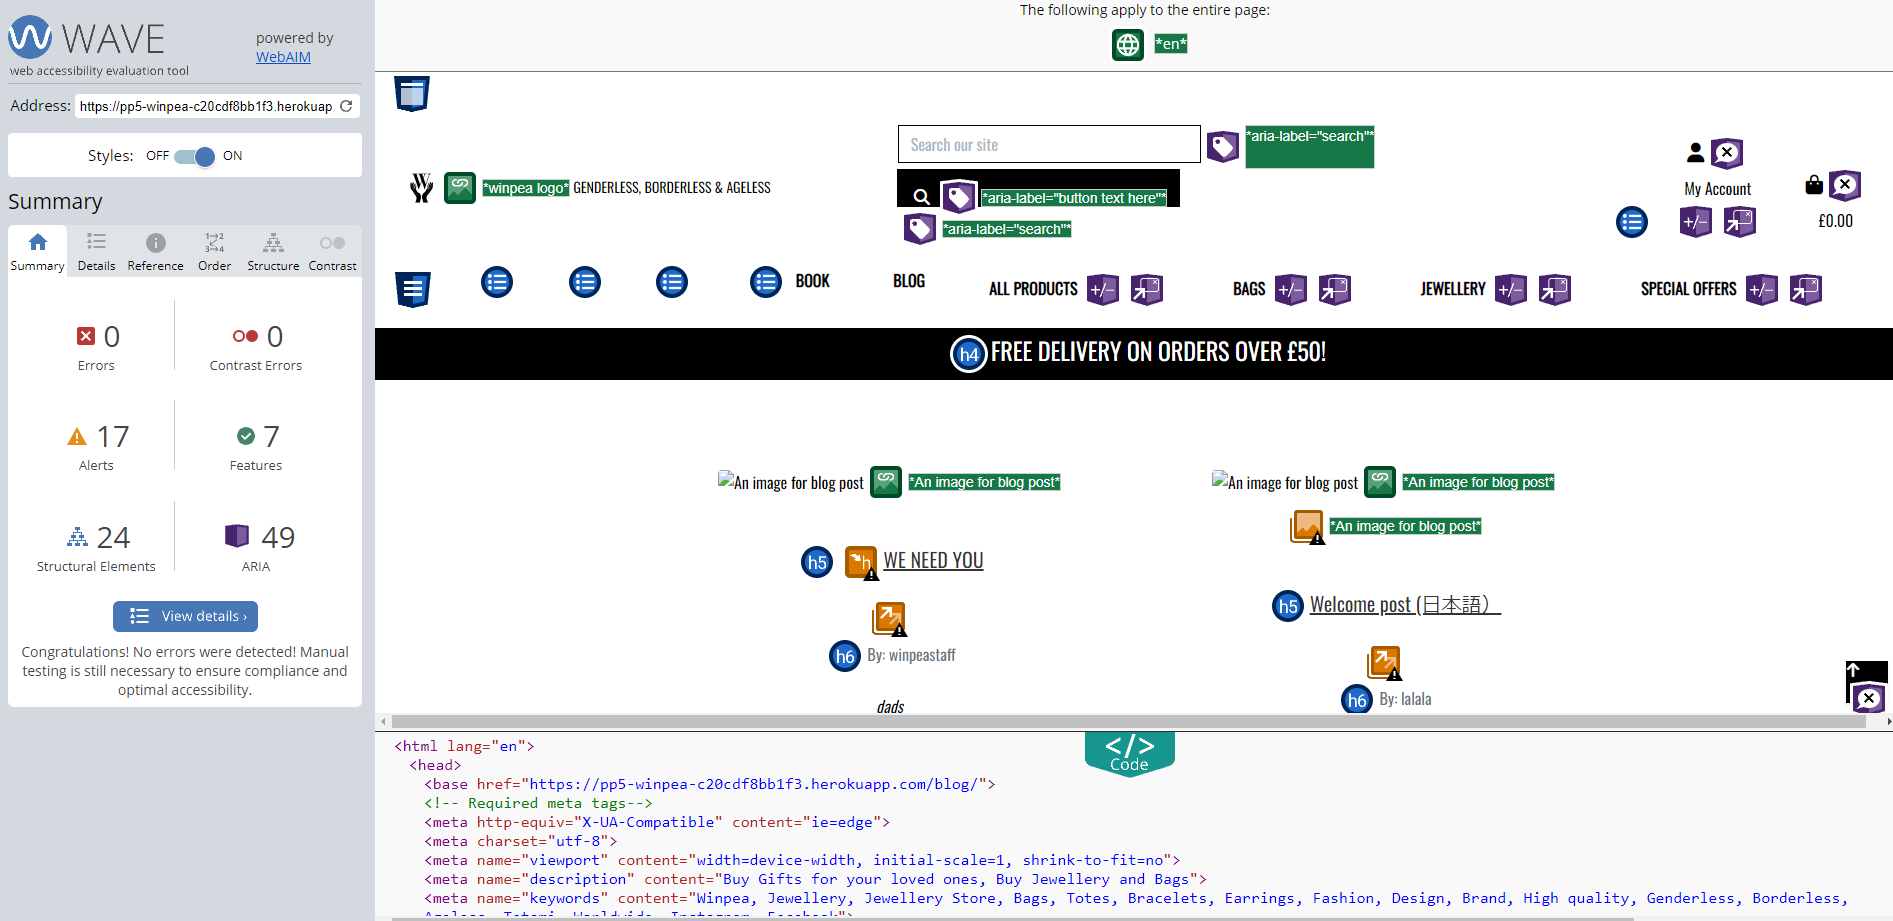 WAVE
powered by
WebAIM
web accessibility evaluation tool
Address: https://pp5-winpea-c20cdf8bb1f3.herokuap
Styles: OFF ON
Summary
Summary Details Reference Order Structure Contrast
0 Errors
0 Contrast Errors
17 Alerts
7 Features
24 Structural Elements
49 ARIA
View details ›
Congratulations! No errors were detected! Manual
testing is still necessary to ensure compliance and
optimal accessibility.
The following apply to the entire page:
*en*
Search our site
*aria-label="search"*
*winpea logo* GENDERLESS, BORDERLESS & AGELESS
*aria-label="button text here"*
*aria-label="search"*
My Account
£0.00
BOOK BLOG ALL PRODUCTS BAGS JEWELLERY SPECIAL OFFERS
h4 FREE DELIVERY ON ORDERS OVER £50!
An image for blog post *An image for blog post*
h5 h WE NEED YOU
h6 By: winpeastaff
dads
An image for blog post *An image for blog post*
*An image for blog post*
h5 Welcome post (日本語）
h6 By: lalala
</> Code
<html lang="en">
<head>
<base href="https://pp5-winpea-c20cdf8bb1f3.herokuapp.com/blog/">
<!-- Required meta tags-->
<meta http-equiv="X-UA-Compatible" content="ie=edge">
<meta charset="utf-8">
<meta name="viewport" content="width=device-width, initial-scale=1, shrink-to-fit=no">
<meta name="description" content="Buy Gifts for your loved ones, Buy Jewellery and Bags">
<meta name="keywords" content="Winpea, Jewellery, Jewellery Store, Bags, Totes, Bracelets, Earrings, Fashion, Design, Brand, High quality, Genderless, Borderless,